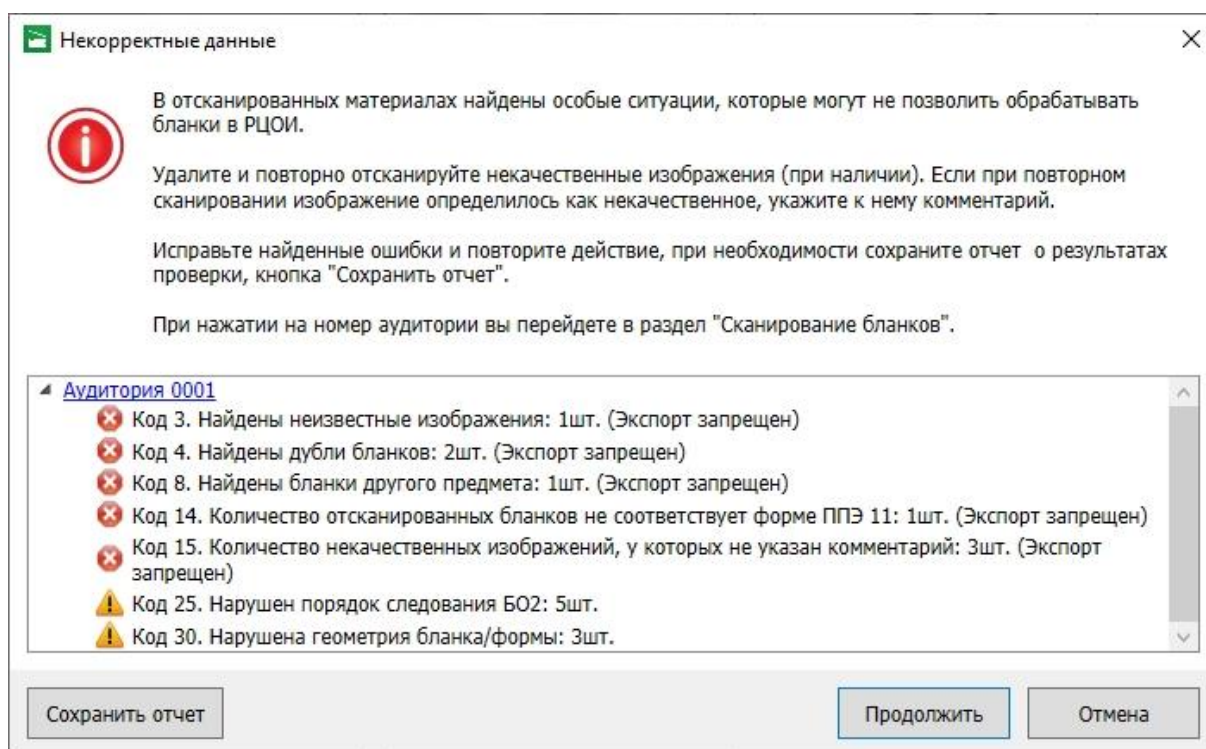 Некорректные данные
В отсканированных материалах найдены особые ситуации, которые могут не позволить обрабатывать
бланки в РЦОИ.
Удалите и повторно отсканируйте некачественные изображения (при наличии). Если при повторном
сканировании изображение определилось как некачественное, укажите к нему комментарий.
Исправьте найденные ошибки и повторите действие, при необходимости сохраните отчет  о результатах
проверки, кнопка "Сохранить отчет".
При нажатии на номер аудитории вы перейдете в раздел "Сканирование бланков".
Аудитория 0001
Код 3. Найдены неизвестные изображения: 1шт. (Экспорт запрещен)
Код 4. Найдены дубли бланков: 2шт. (Экспорт запрещен)
Код 8. Найдены бланки другого предмета: 1шт. (Экспорт запрещен)
Код 14. Количество отсканированных бланков не соответствует форме ППЭ 11: 1шт. (Экспорт запрещен)
Код 15. Количество некачественных изображений, у которых не указан комментарий: 3шт. (Экспорт
запрещен)
Код 25. Нарушен порядок следования БО2: 5шт.
Код 30. Нарушена геометрия бланка/формы: 3шт.
Сохранить отчет
Продолжить
Отмена